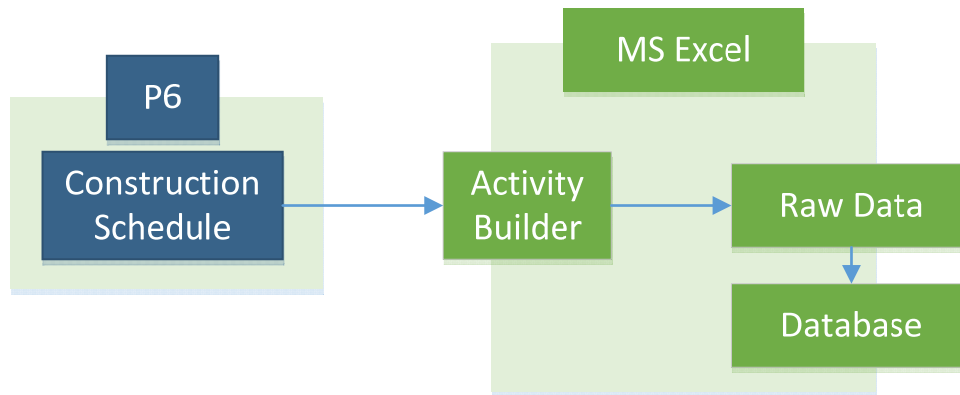 P6
Construction
Schedule
MS Excel
Activity
Builder
Raw Data
Database